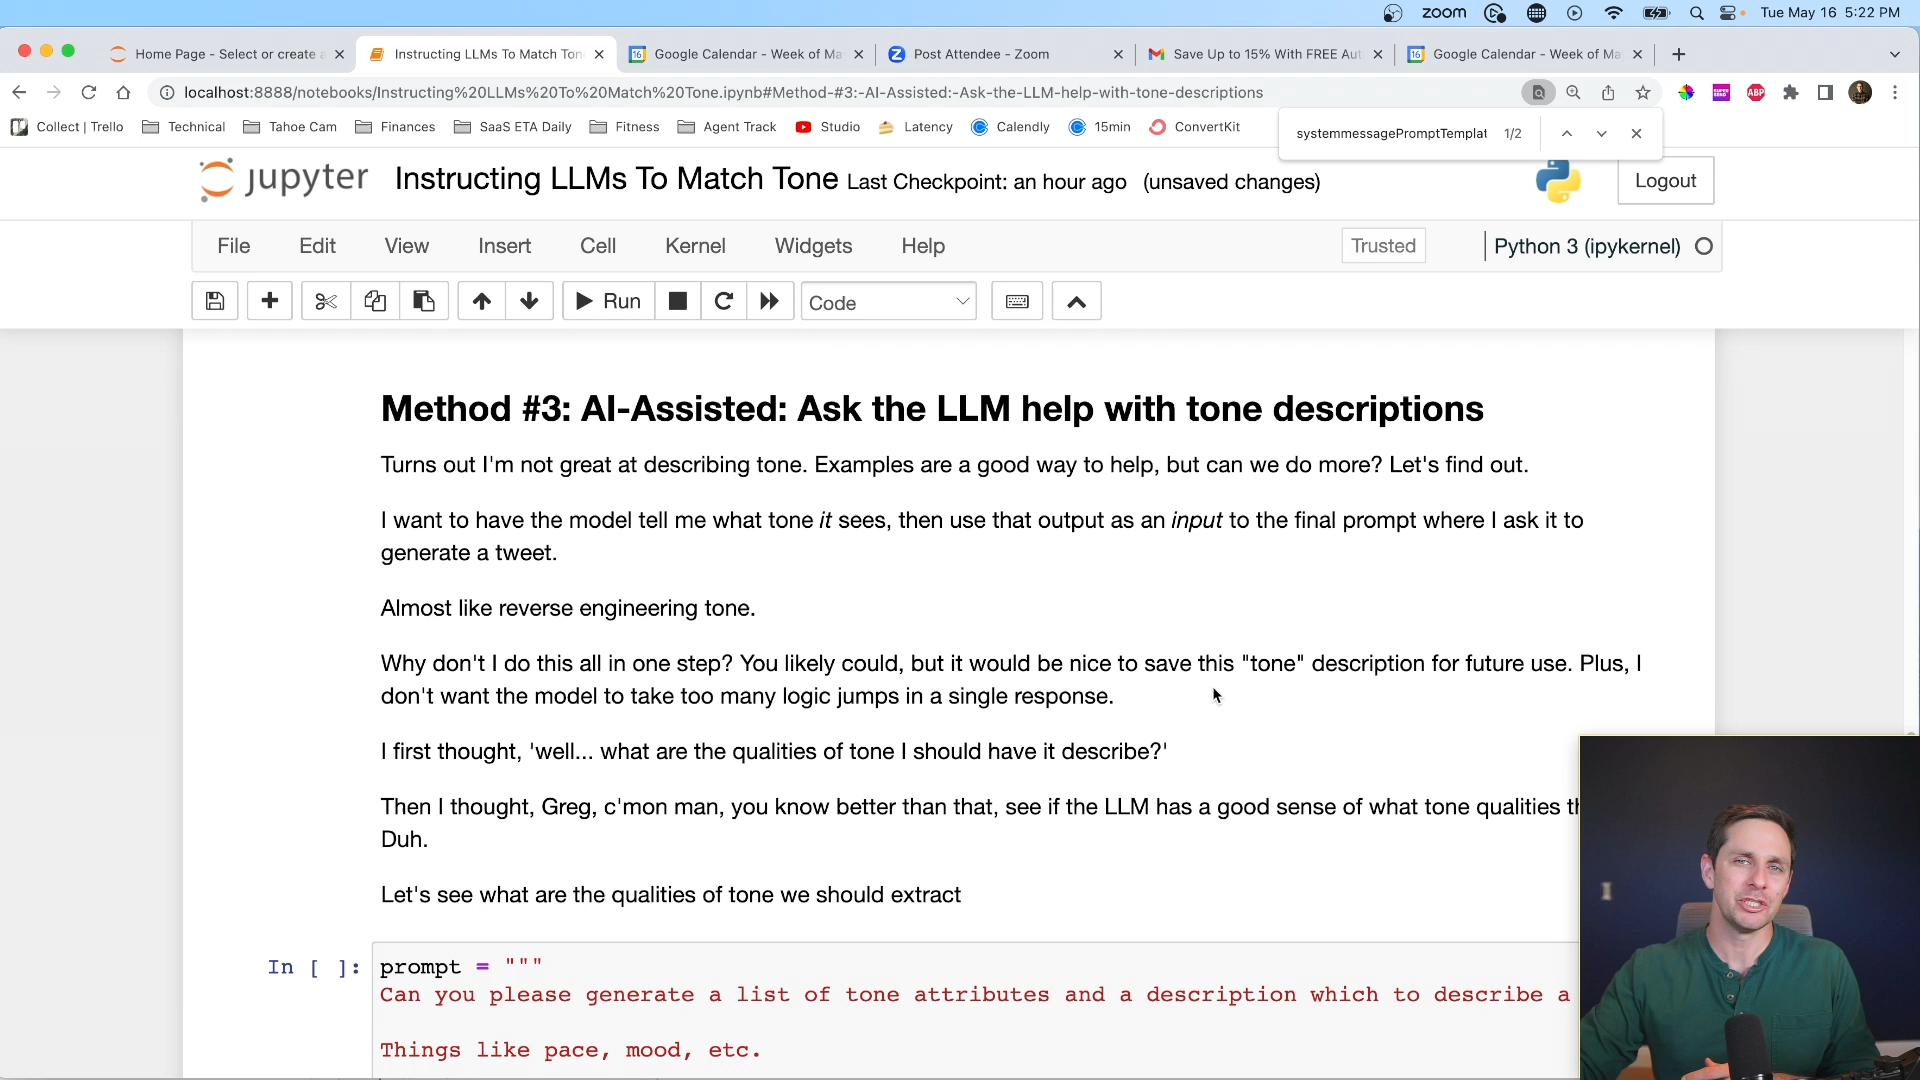 zoom
Tue May 16 5:22 PM
Home Page - Select or create a
Instructing LLMs To Match Ton
Google Calendar - Week of Ma
Post Attendee - Zoom
Save Up to 15% With FREE Aut
Google Calendar - Week of Ma
localhost:8888/notebooks/Instructing%20LLMs%20To%20Match%20Tone.ipynb#Method-#3:-AI-Assisted:-Ask-the-LLM-help-with-tone-descriptions
ABP
Collect | Trello
Technical
Tahoe Cam
Finances
SaaS ETA Daily
Fitness
Agent Track
Studio
Latency
Calendly
15min
ConvertKit
systemmessagePromptTemplat 1/2
jupyter Instructing LLMs To Match Tone Last Checkpoint: an hour ago (unsaved changes)
Logout
File Edit View Insert Cell Kernel Widgets Help
Trusted
Python 3 (ipykernel)
Run
Code
Method #3: AI-Assisted: Ask the LLM help with tone descriptions
Turns out I'm not great at describing tone. Examples are a good way to help, but can we do more? Let's find out.
I want to have the model tell me what tone it sees, then use that output as an input to the final prompt where I ask it to
generate a tweet.
Almost like reverse engineering tone.
Why don't I do this all in one step? You likely could, but it would be nice to save this "tone" description for future use. Plus, I
don't want the model to take too many logic jumps in a single response.
I first thought, 'well... what are the qualities of tone I should have it describe?'
Then I thought, Greg, c'mon man, you know better than that, see if the LLM has a good sense of what tone qualities
Duh.
Let's see what are the qualities of tone we should extract
In [ ]:
prompt = """
Can you please generate a list of tone attributes and a description which to describe a
Things like pace, mood, etc.